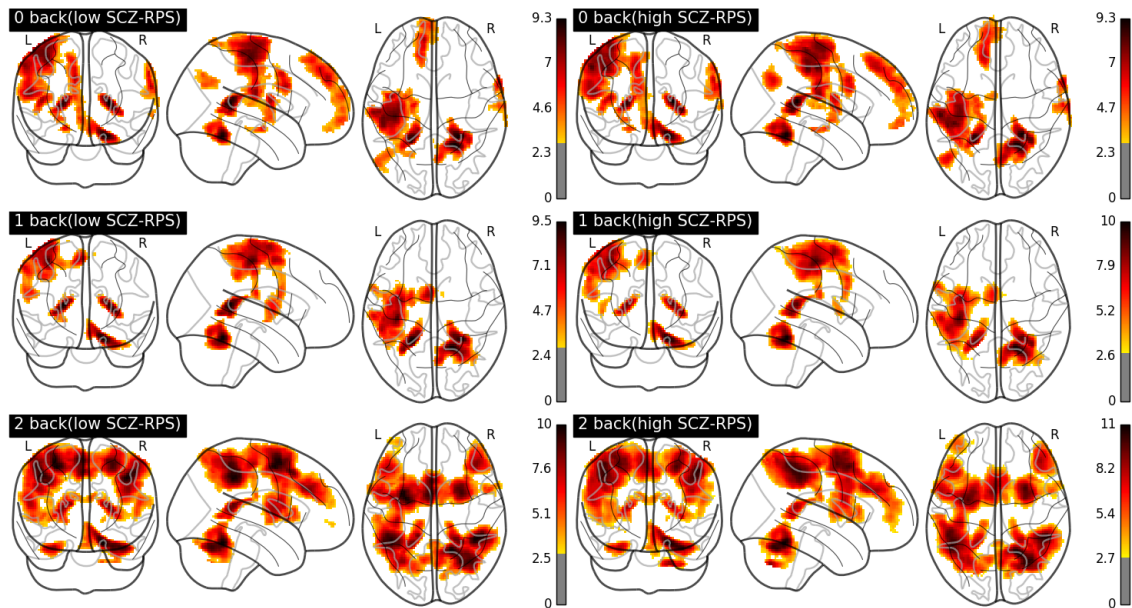 0 back(low SCZ-RPS)
L R
L R
9.3
7
4.6
2.3
0
0 back(high SCZ-RPS)
L R
L R
9.3
7
4.7
2.3
0
1 back(low SCZ-RPS)
L R
L R
9.5
7.1
4.7
2.4
0
1 back(high SCZ-RPS)
L R
L R
10
7.7
5.2
2.6
0
2 back(low SCZ-RPS)
L R
L R
10
7.6
5.1
2.5
0
2 back(high SCZ-RPS)
L R
L R
11
8.2
5.4
2.7
0